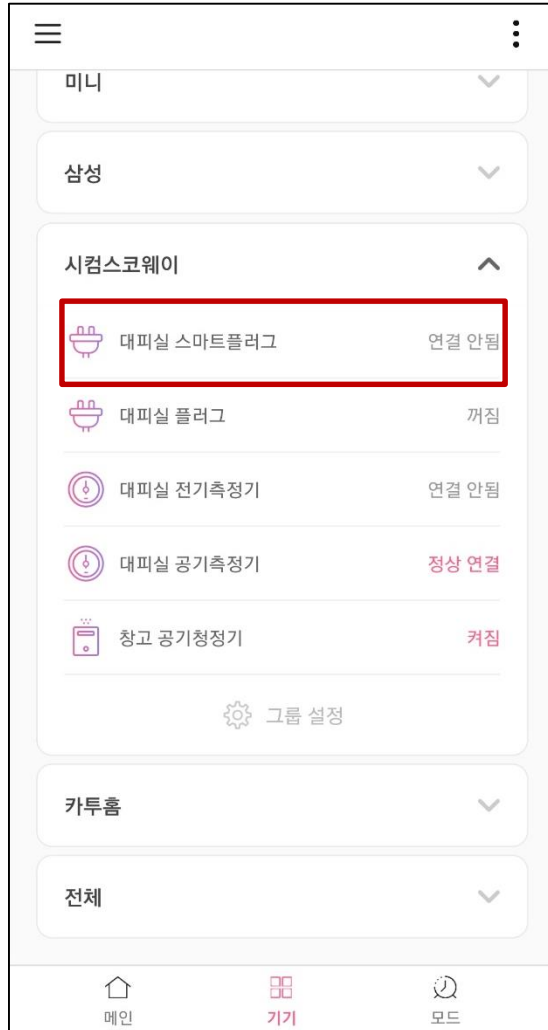 미니
삼성
시컴스코웨이
대피실 스마트플러그 연결 안됨
대피실 플러그 꺼짐
대피실 전기측정기 연결 안됨
대피실 공기측정기 정상 연결
창고 공기청정기 켜짐
그룹 설정
카투홈
전체
메인 기기 모드